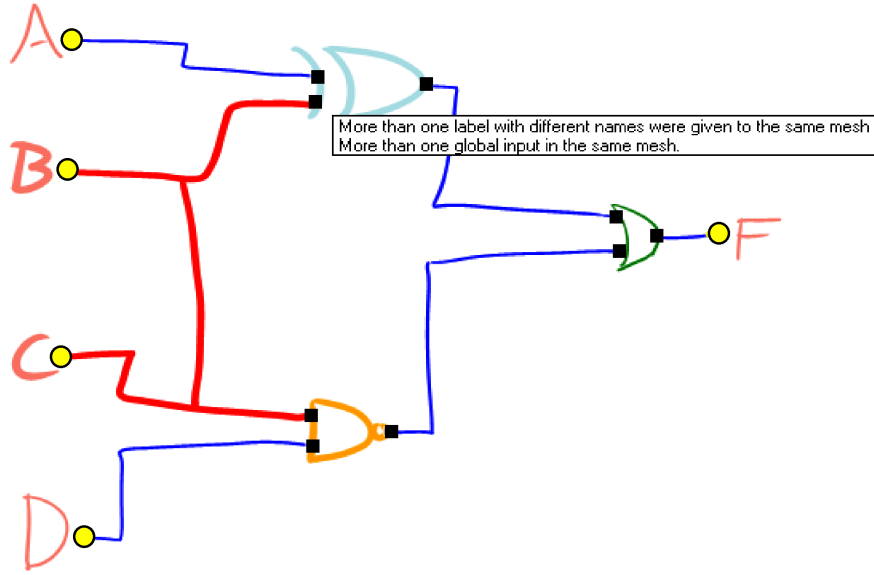 A
More than one label with different names were given to the same mesh
More than one global input in the same mesh.
B
F
C
D